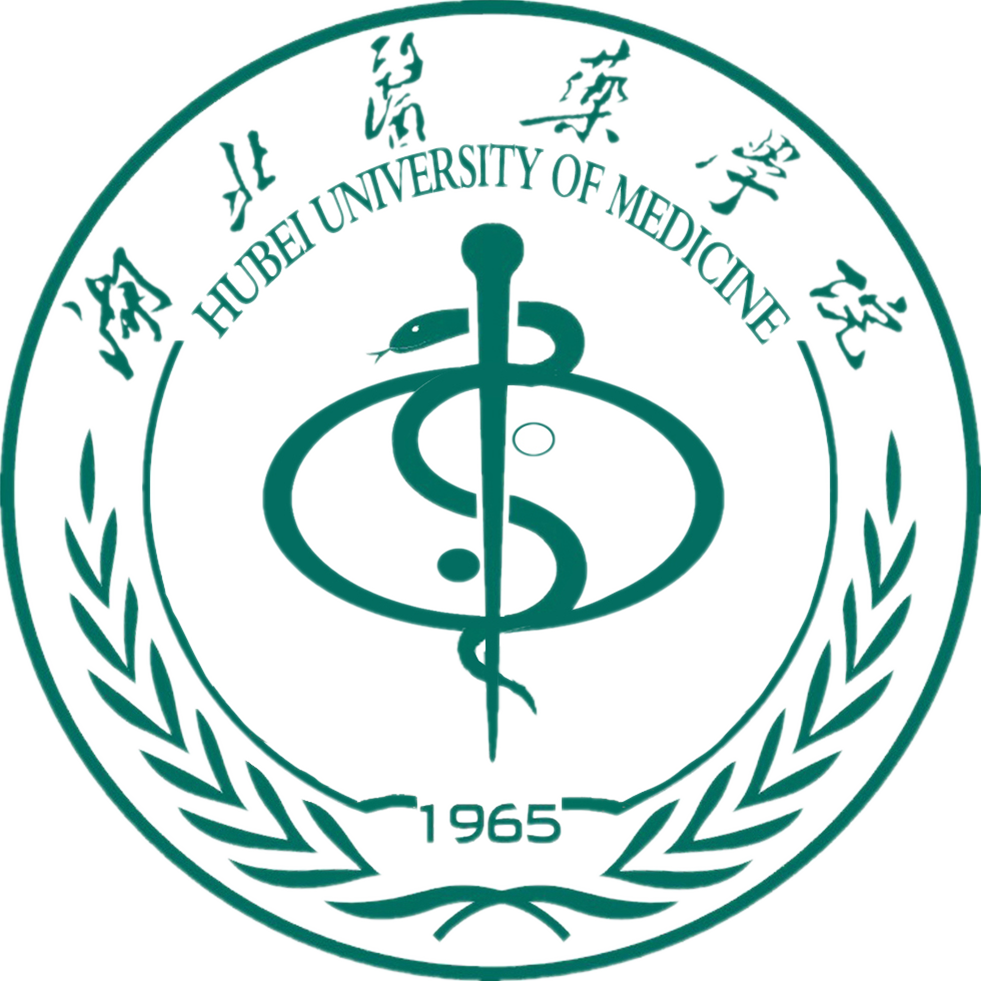 湖北醫藥學院
HUBEI UNIVERSITY OF MEDICINE
1965